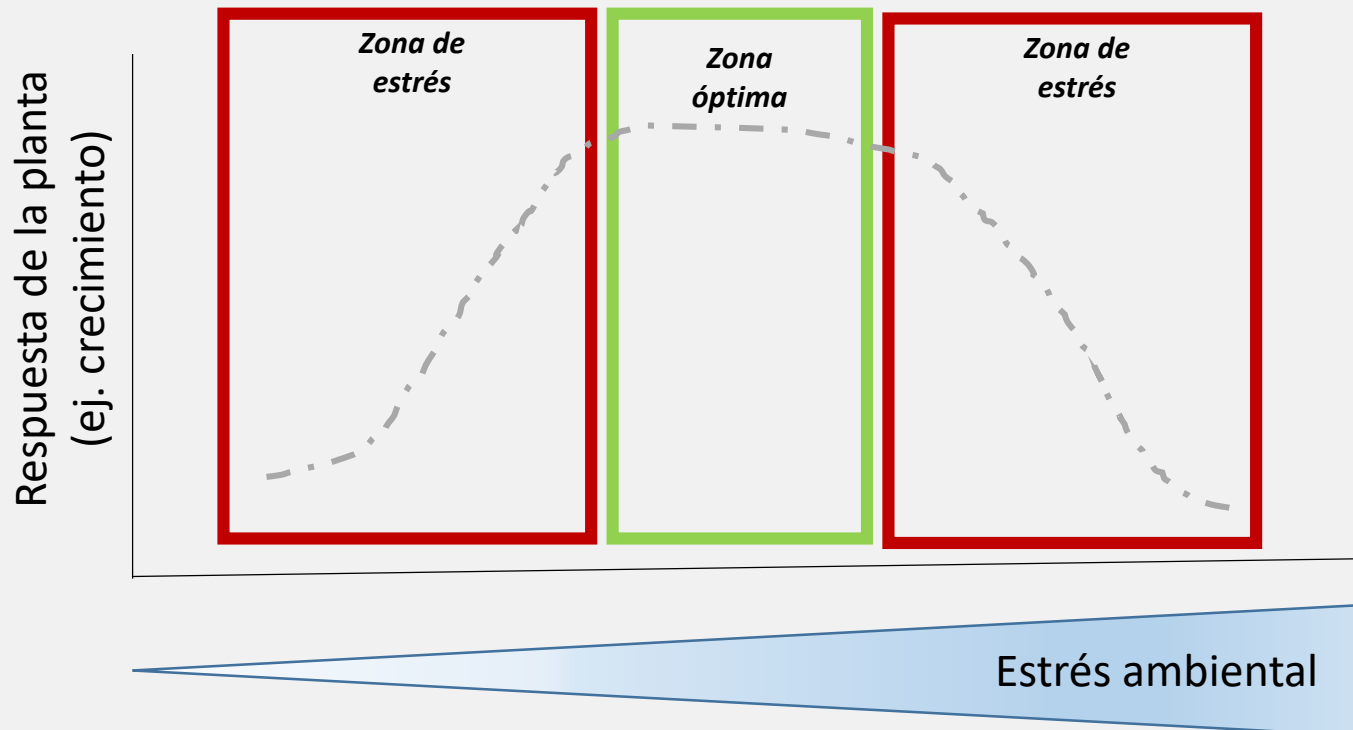 Zona de
estrés
Zona
óptima
Zona de
estrés
Respuesta de la planta
(ej. crecimiento)
Estrés ambiental